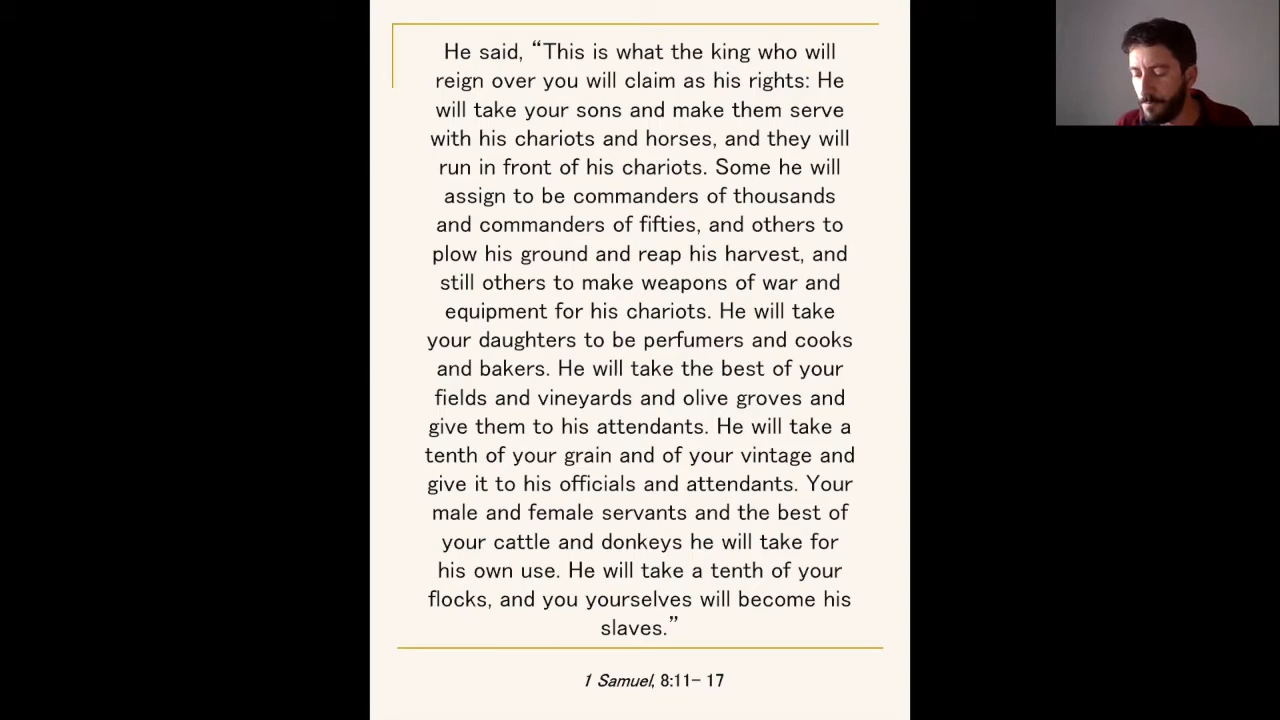 He said, “This is what the king who will
reign over you will claim as his rights: He
will take your sons and make them serve
with his chariots and horses, and they will
run in front of his chariots. Some he will
assign to be commanders of thousands
and commanders of fifties, and others to
plow his ground and reap his harvest, and
still others to make weapons of war and
equipment for his chariots. He will take
your daughters to be perfumers and cooks
and bakers. He will take the best of your
fields and vineyards and olive groves and
give them to his attendants. He will take a
tenth of your grain and of your vintage and
give it to his officials and attendants. Your
male and female servants and the best of
your cattle and donkeys he will take for
his own use. He will take a tenth of your
flocks, and you yourselves will become his
slaves.”
1 Samuel, 8:11– 17